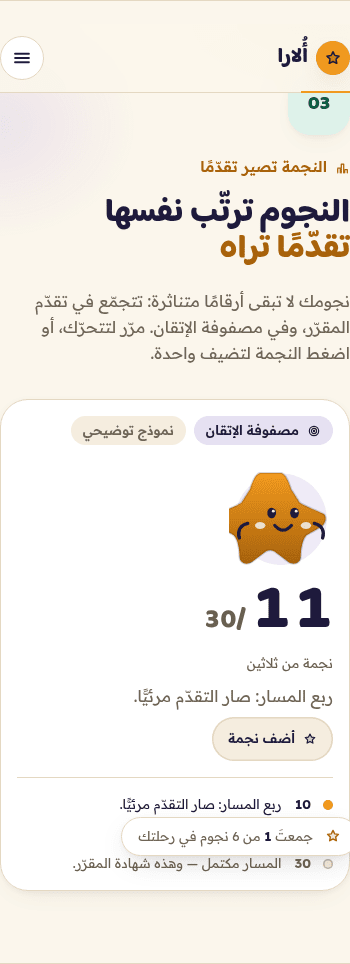 ألارا
03
النجمة تصير تقدّمًا
النجوم ترتّب نفسها
تقدّمًا تراه
نجومك لا تبقى أرقامًا متناثرة: تتجمّع في تقدّم
المقرّر، وفي مصفوفة الإتقان. مرّر لتتحرّك، أو
اضغط النجمة لتضيف واحدة.
مصفوفة الإتقان
نموذج توضيحي
11 /30
نجمة من ثلاثين
ربع المسار: صار التقدّم مرئيًّا.
أضف نجمة
10 ربع المسار: صار التقدّم مرئيًّا.
جمعتَ 1 من 6 نجوم في رحلتك
30 المسار مكتمل — وهذه شهادة المقرّر.